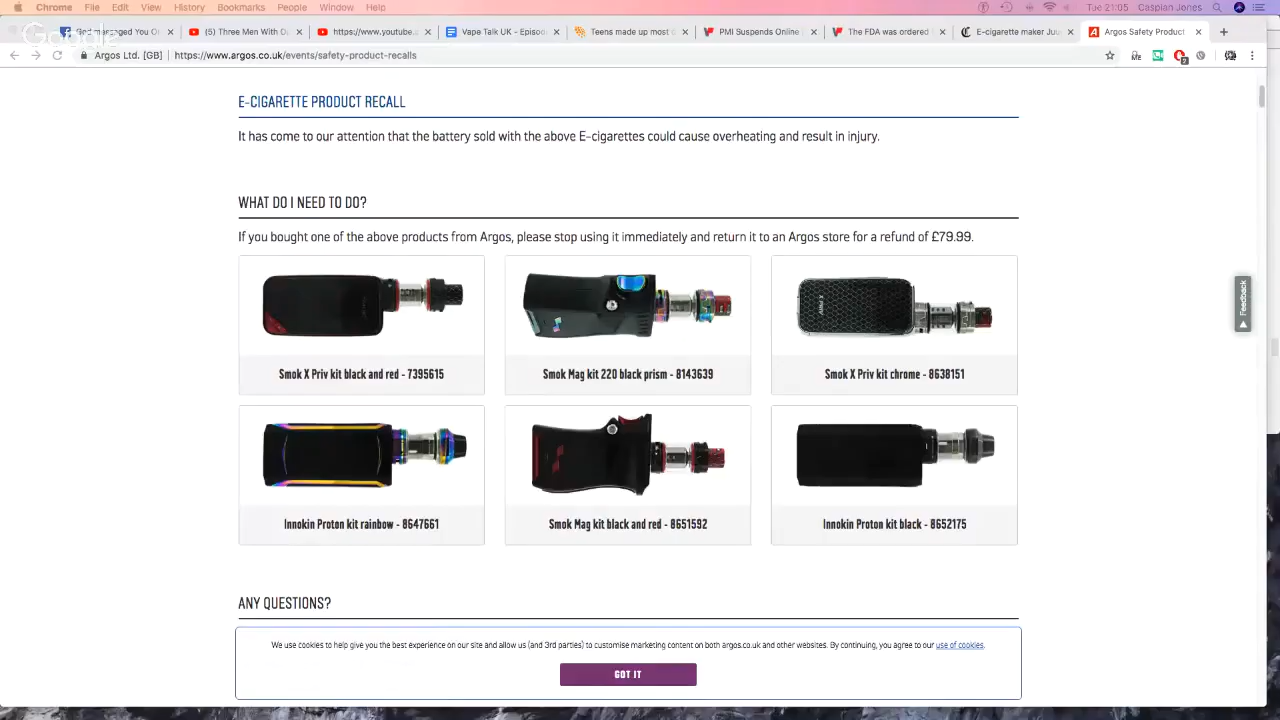 Chrome File Edit View History Bookmarks People Window Help
Tue 21:05 Caspian Jones
Google
(5) Three Men With Du
https://www.youtube.c
Vape Talk UK - Episod
Teens made up most e
PMI Suspends Online
The FDA was ordered
E-cigarette maker Juu
Argos Safety Product
Argos Ltd. [GB] https://www.argos.co.uk/events/safety-product-recalls
E-CIGARETTE PRODUCT RECALL
It has come to our attention that the battery sold with the above E-cigarettes could cause overheating and result in injury.
WHAT DO I NEED TO DO?
If you bought one of the above products from Argos, please stop using it immediately and return it to an Argos store for a refund of £79.99.
Feedback
Smok X Priv kit black and red - 7395615
Smok Mag kit 220 black prism - 8143639
Smok X Priv kit chrome - 8638151
Innokin Proton kit rainbow - 8647661
Smok Mag kit black and red - 8651592
Innokin Proton kit black - 8652175
ANY QUESTIONS?
We use cookies to help give you the best experience on our site and allow us (and 3rd parties) to customise marketing content on both argos.co.uk and other websites. By continuing, you agree to our use of cookies.
GOT IT